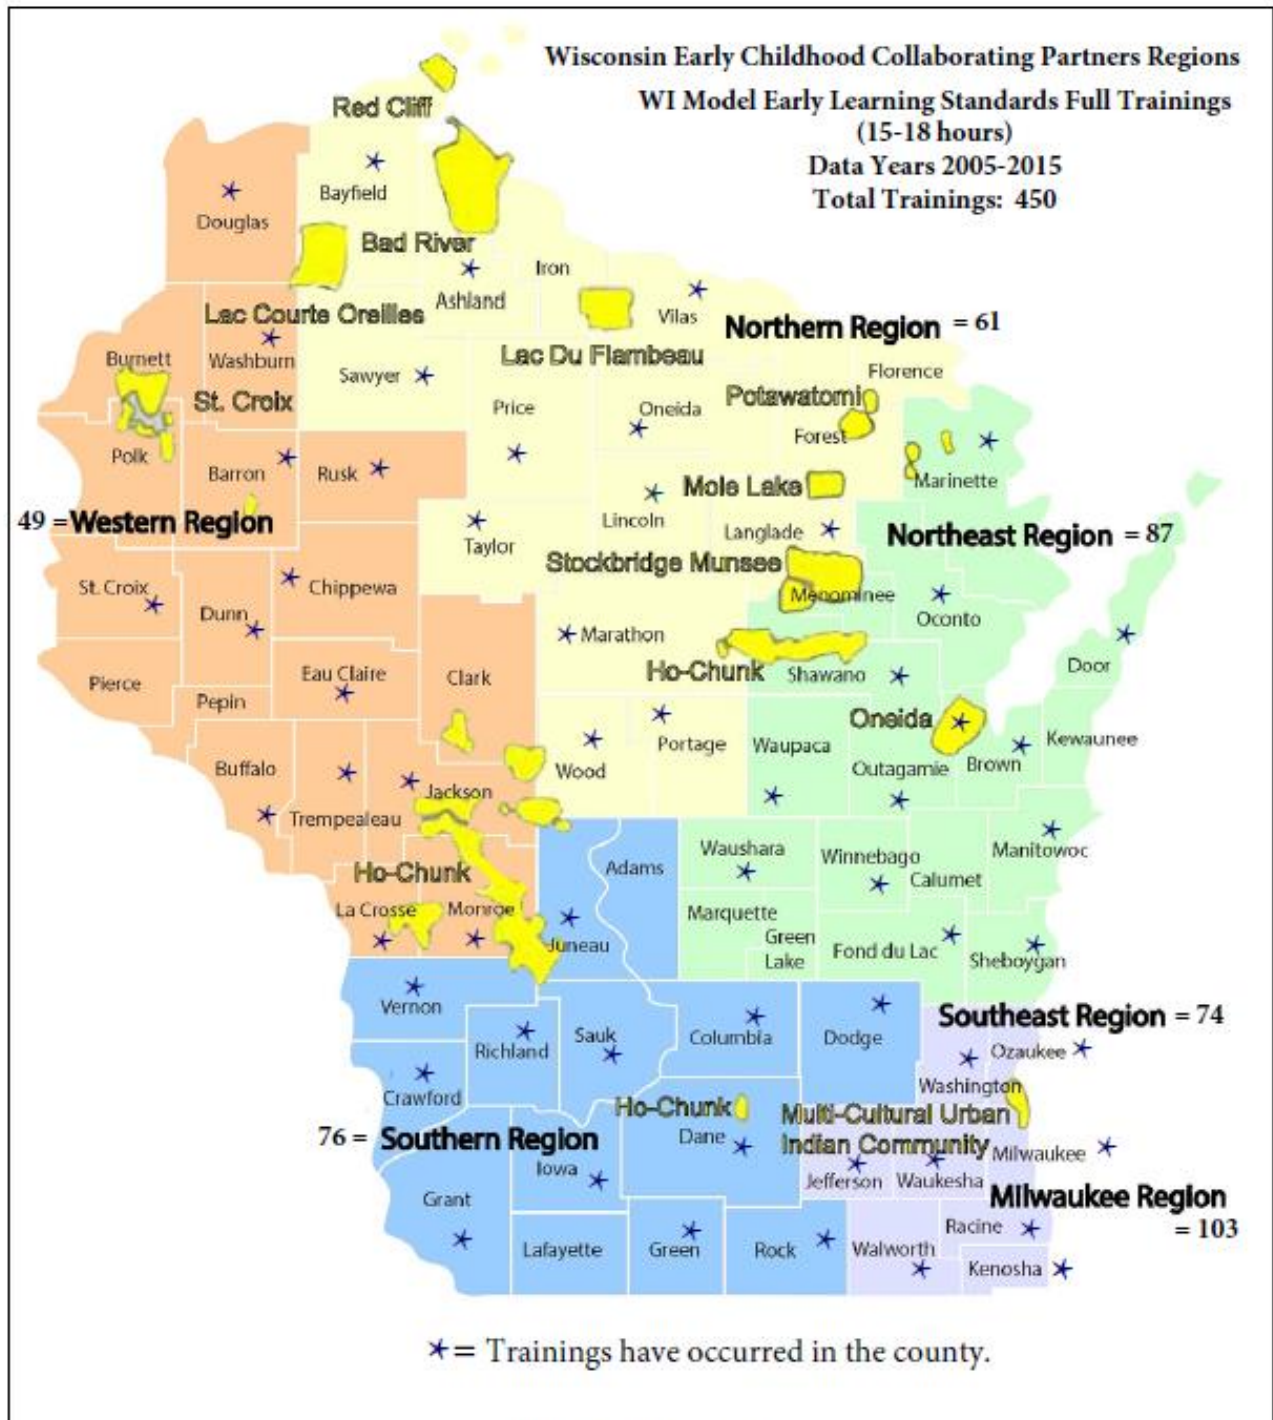 Wisconsin Early Childhood Collaborating Partners Regions
WI Model Early Learning Standards Full Trainings
(15-18 hours)
Data Years 2005-2015
Total Trainings: 450
Red Cliff
Bayfield
Douglas
Bad River
Iron
Ashland
Vilas
Lac Courte Oreilles
Northern Region = 61
Burnett
Washburn
Lac Du Flambeau
Sawyer
Florence
St. Croix
Price
Oneida
Potawatomi
Forest
Polk
Barron
Rusk
Mole Lake
Marinette
49 = Western Region
Lincoln
Langlade
Northeast Region = 87
Taylor
Stockbridge Munsee
St. Croix
Chippewa
Menominee
Dunn
Oconto
Marathon
Door
Pierce
Eau Claire
Clark
Ho-Chunk
Shawano
Pepin
Oneida
Portage
Waupaca
Kewaunee
Buffalo
Wood
Outagamie
Brown
Jackson
Trempealeau
Waushara
Winnebago
Manitowoc
Ho-Chunk
Adams
Calumet
La Crosse
Monroe
Marquette
Juneau
Green
Lake
Fond du Lac
Sheboygan
Vernon
Southeast Region = 74
Richland
Sauk
Columbia
Dodge
Ozaukee
Crawford
Washington
Ho-Chunk
Multi-Cultural Urban
Indian Community
76 = Southern Region
Dane
Milwaukee
Iowa
Jefferson
Waukesha
Grant
Milwaukee Region
= 103
Racine
Lafayette
Green
Rock
Walworth
Kenosha
* = Trainings have occurred in the county.